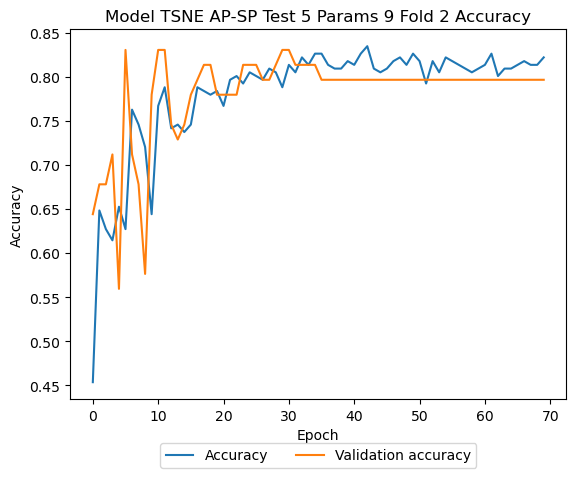 Model TSNE AP-SP Test 5 Params 9 Fold 2 Accuracy
0.85
0.80
0.75
0.70
0.65
0.60
0.55
0.50
0.45
Accuracy
0 10 20 30 40 50 60 70
Epoch
Accuracy Validation accuracy